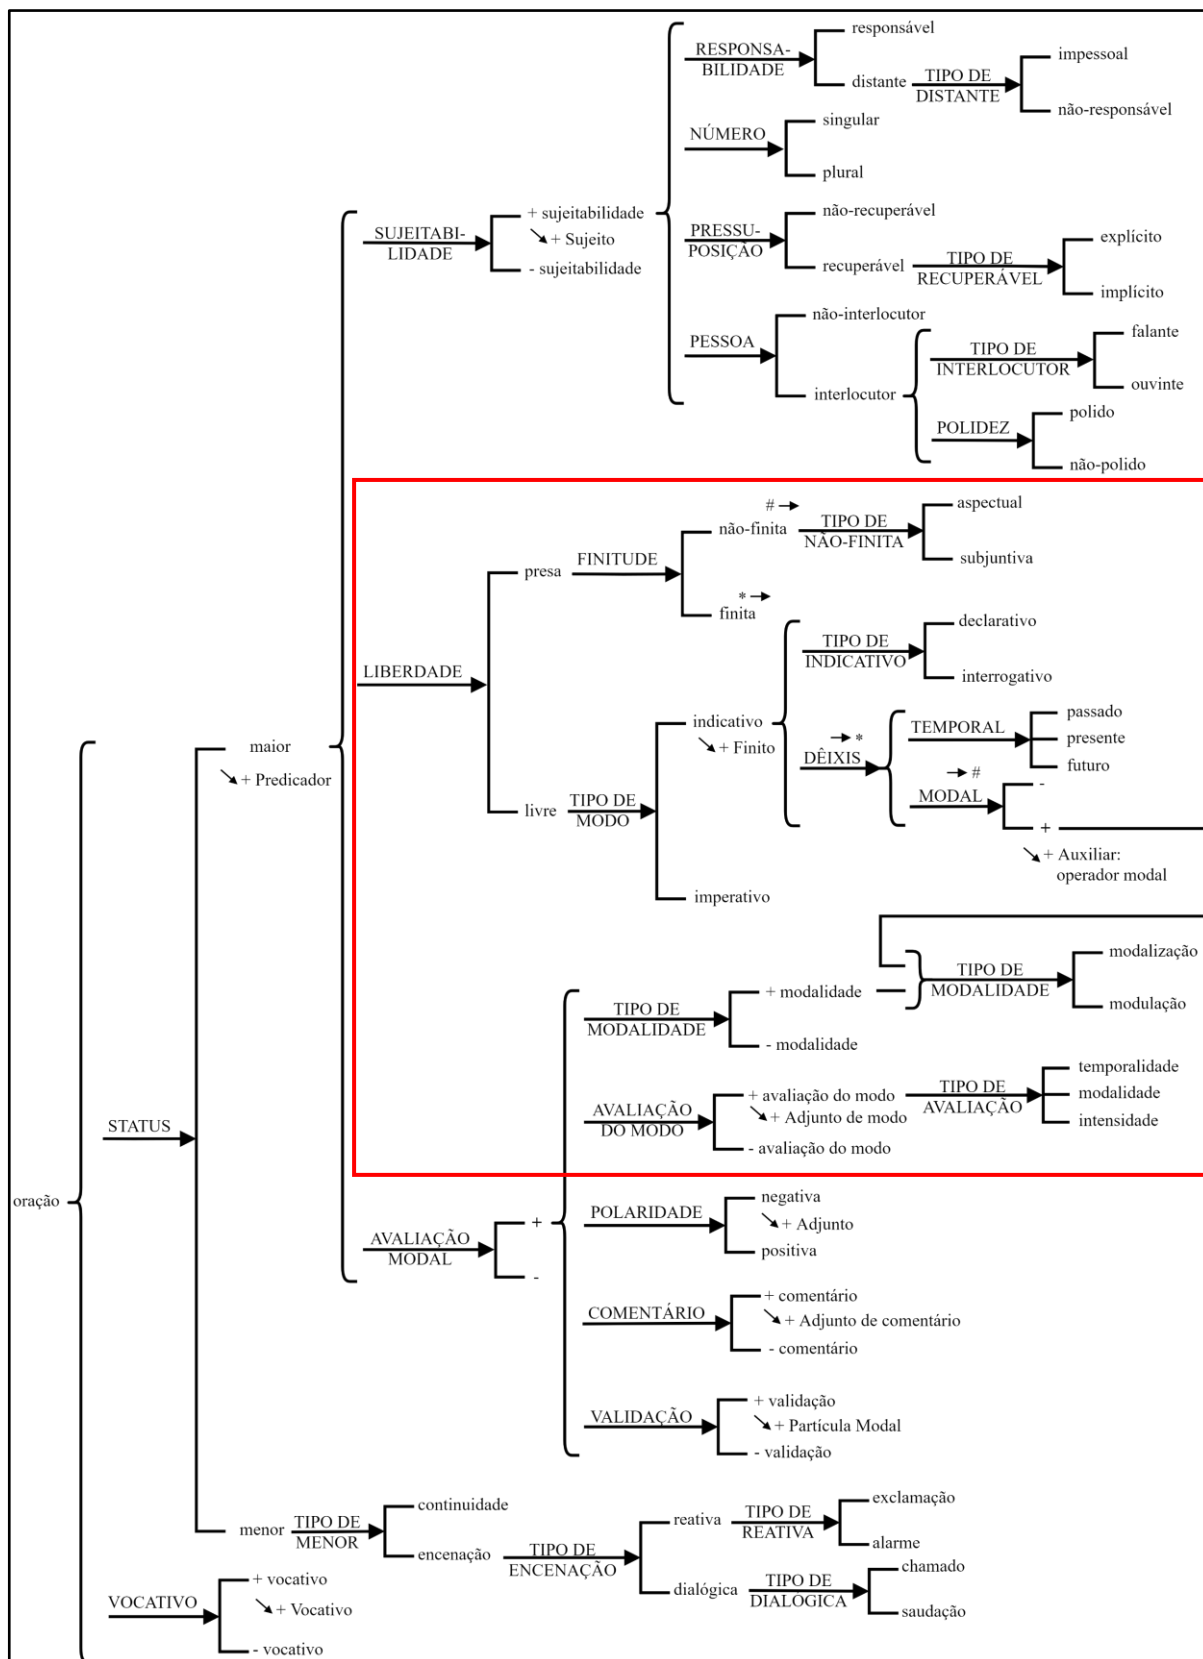 RESPONSA-
BILIDADE
responsável
distante
TIPO DE
DISTANTE
impessoal
não-responsável
NÚMERO
singular
plural
SUJEITABI-
LIDADE
+ sujeitabilidade
↘ + Sujeito
- sujeitabilidade
PRESSU-
POSIÇÃO
não-recuperável
recuperável
TIPO DE
RECUPERÁVEL
explícito
implícito
PESSOA
não-interlocutor
interlocutor
TIPO DE
INTERLOCUTOR
falante
ouvinte
POLIDEZ
polido
não-polido
LIBERDADE
presa
FINITUDE
# →
não-finita
TIPO DE
NÃO-FINITA
aspectual
subjuntiva
* →
finita
livre
TIPO DE
MODO
indicativo
↘ + Finito
TIPO DE
INDICATIVO
declarativo
interrogativo
→ *
DÊIXIS
TEMPORAL
passado
presente
futuro
→ #
MODAL
-
+
↘ + Auxiliar:
operador modal
imperativo
oração
STATUS
maior
↘ + Predicador
AVALIAÇÃO
MODAL
+
-
TIPO DE
MODALIDADE
+ modalidade
- modalidade
TIPO DE
MODALIDADE
modalização
modulação
AVALIAÇÃO
DO MODO
+ avaliação do modo
↘ + Adjunto de modo
- avaliação do modo
TIPO DE
AVALIAÇÃO
temporalidade
modalidade
intensidade
POLARIDADE
negativa
↘ + Adjunto
positiva
COMENTÁRIO
+ comentário
↘ + Adjunto de comentário
- comentário
VALIDAÇÃO
+ validação
↘ + Partícula Modal
- validação
menor
TIPO DE
MENOR
continuidade
encenação
TIPO DE
ENCENAÇÃO
reativa
TIPO DE
REATIVA
exclamação
alarme
dialógica
TIPO DE
DIALOGICA
chamado
saudação
VOCATIVO
+ vocativo
↘ + Vocativo
- vocativo